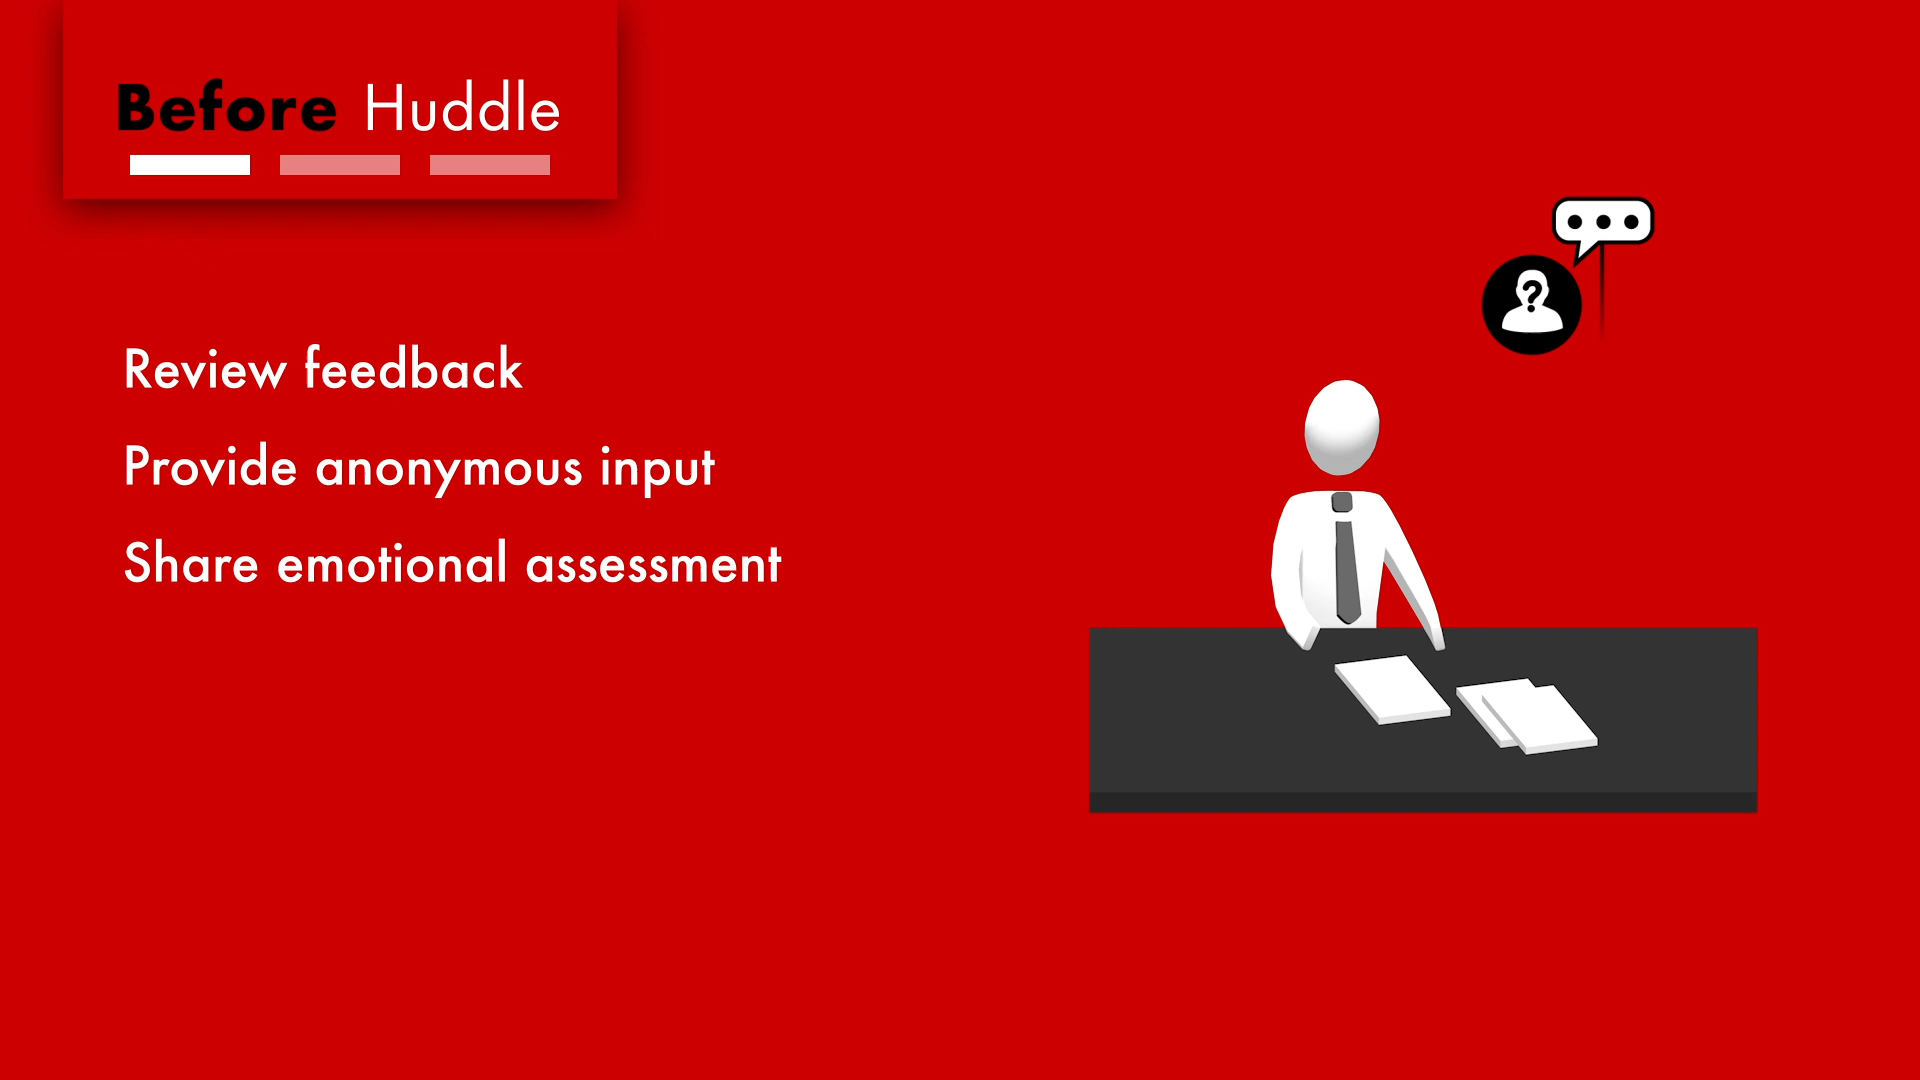 Before Huddle
Review feedback
Provide anonymous input
Share emotional assessment
?